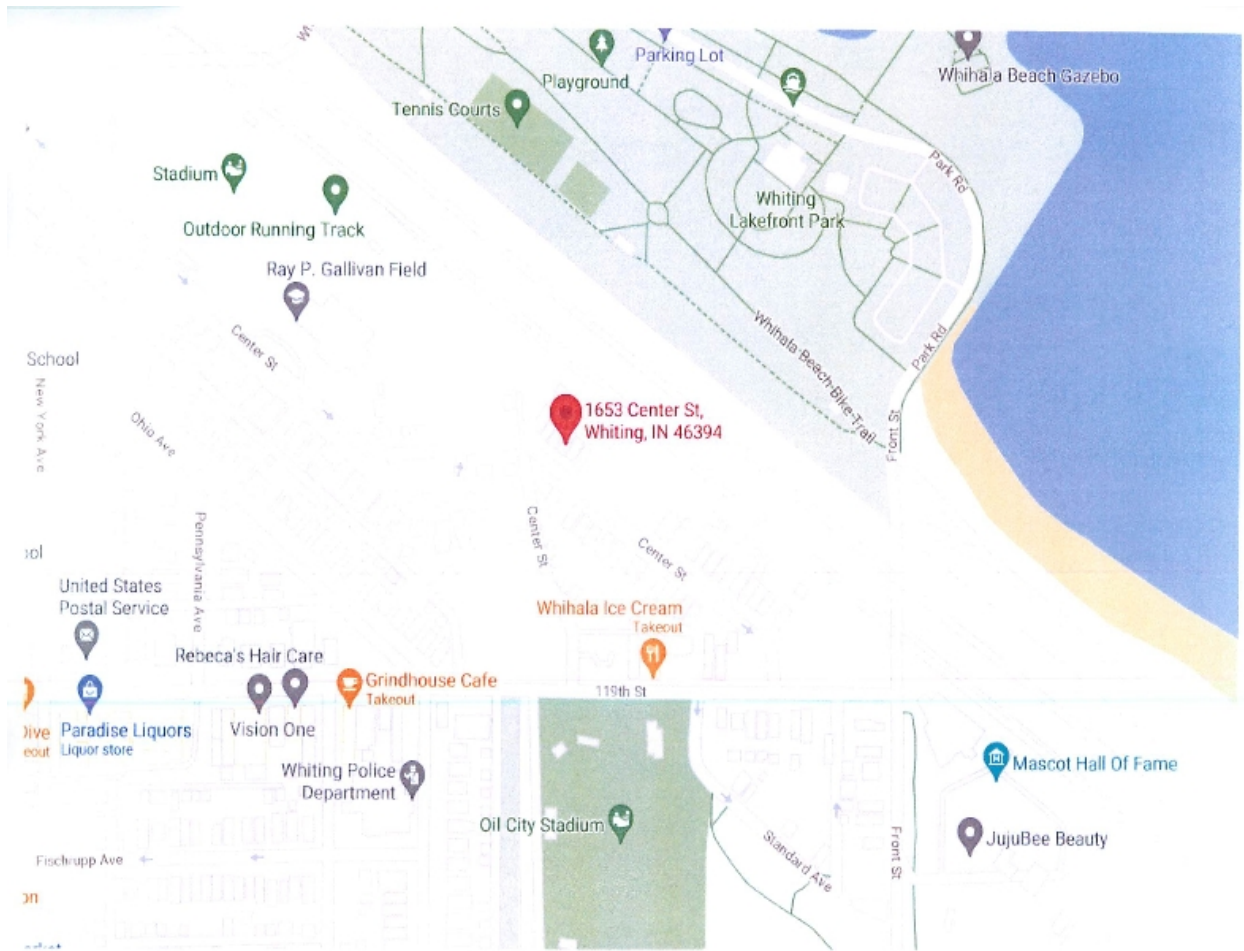 Parking Lot
Playground
Whihala Beach Gazebo
Tennis Courts
Stadium
Outdoor Running Track
Park Rd
Whiting
Lakefront Park
Ray P. Gallivan Field
Center St
Whihala-Beach-Bike-Trail
Park Rd
School
New York Ave
Ohio Ave
1653 Center St,
Whiting, IN 46394
Front St
Pennsylvania Ave
Center St
Center St
United States
Postal Service
Whihala Ice Cream
Takeout
Rebeca's Hair Care
Grindhouse Cafe
Takeout
119th St
Paradise Liquors
Liquor store
Vision One
Whiting Police
Department
Mascot Hall Of Fame
Oil City Stadium
Standard Ave
Front St
JujuBee Beauty
Fischrupp Ave